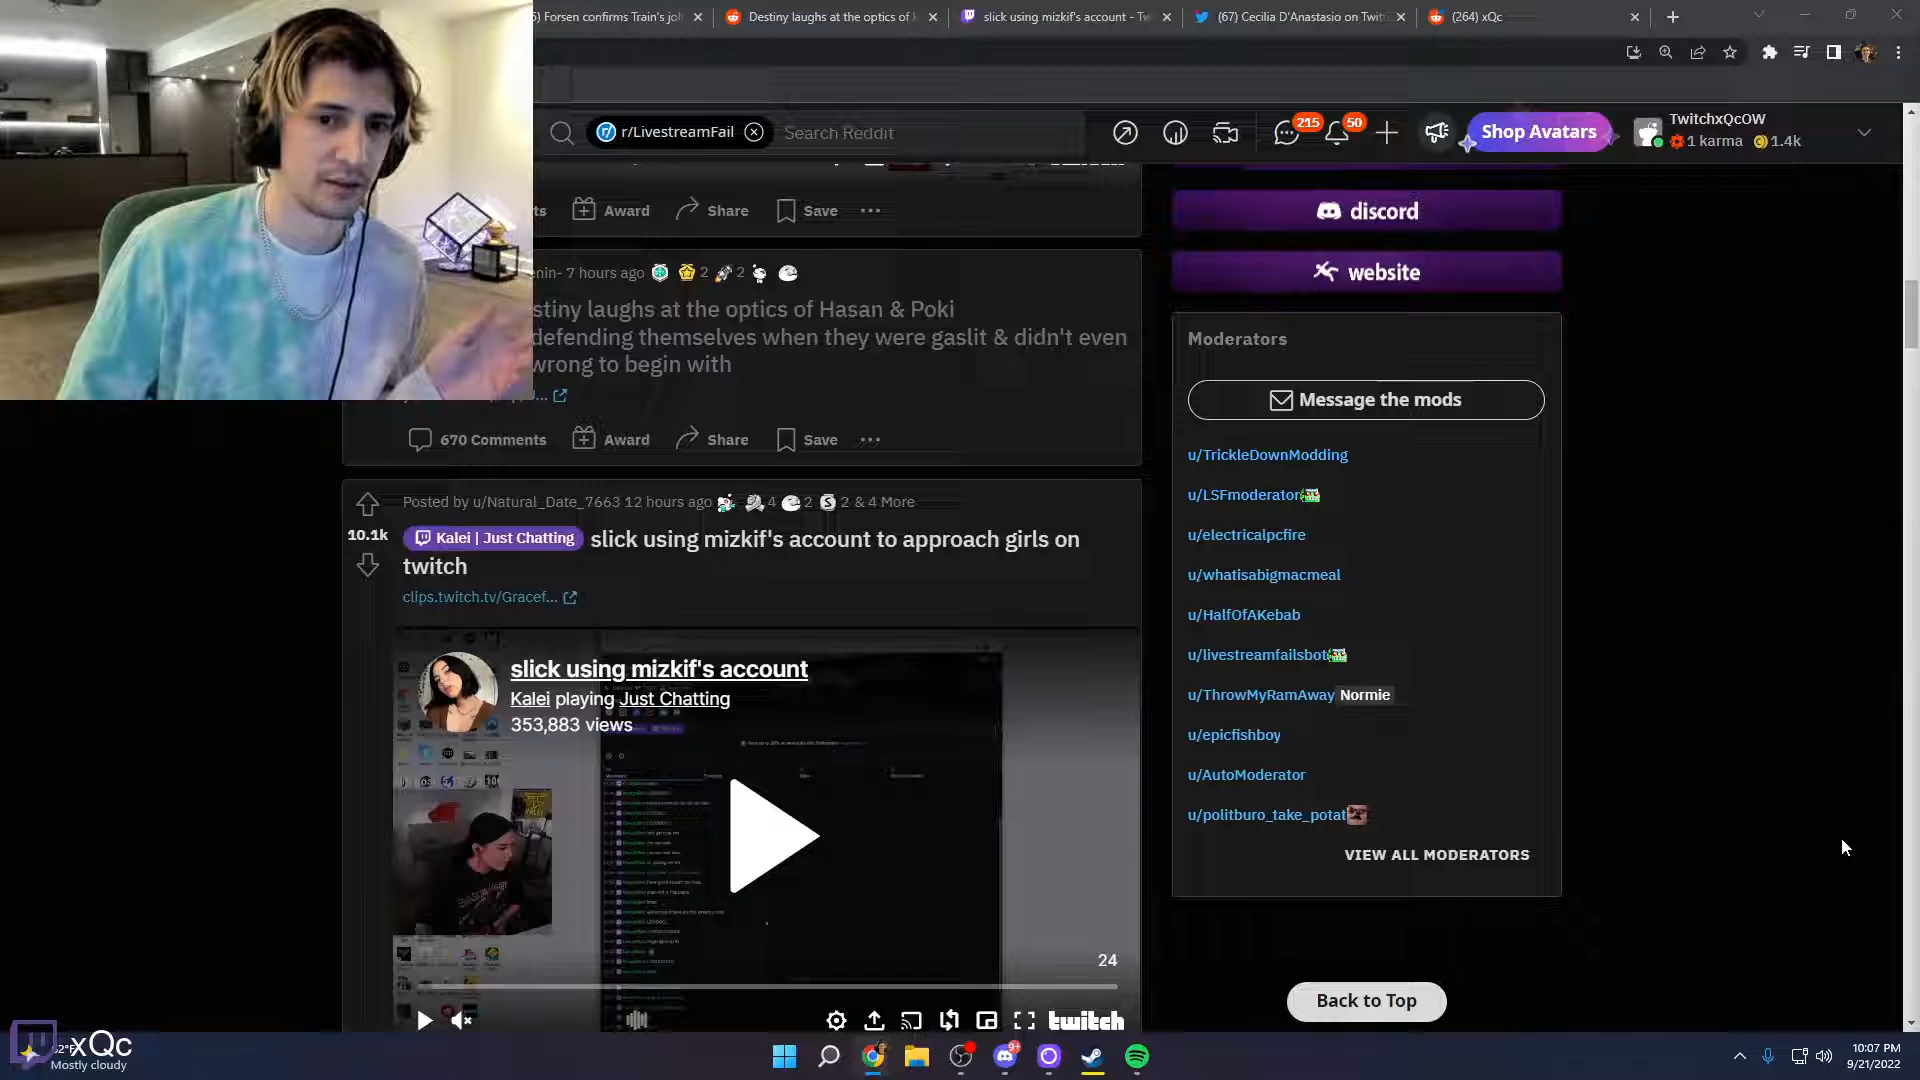 Forsen confirms Train's jol
Destiny laughs at the optics of
slick using mizkif's account - Tw
(67) Cecilia D'Anastasio on Twit
(264) xQc
r/LivestreamFail
Search Reddit
215
50
Shop Avatars
TwitchxQcOW
1 karma
1.4k
Award
Share
Save
discord
website
7 hours ago
2
2
stiny laughs at the optics of Hasan & Poki
defending themselves when they were gaslit & didn't even
wrong to begin with
670 Comments
Award
Share
Save
Posted by u/Natural_Date_7663 12 hours ago
4
2
2 & 4 More
10.1k
Kalei | Just Chatting
slick using mizkif's account to approach girls on
twitch
clips.twitch.tv/Gracef...
slick using mizkif's account
Kalei playing Just Chatting
353,883 views
24
twitch
Moderators
Message the mods
u/TrickleDownModding
u/LSFmoderator
u/electricalpcfire
u/whatisabigmacmeal
u/HalfOfAKebab
u/livestreamfailsbot
u/ThrowMyRamAway Normie
u/epicfishboy
u/AutoModerator
u/politburo_take_potat
VIEW ALL MODERATORS
Back to Top
xQc
Mostly cloudy
9+
10:07 PM
9/21/2022